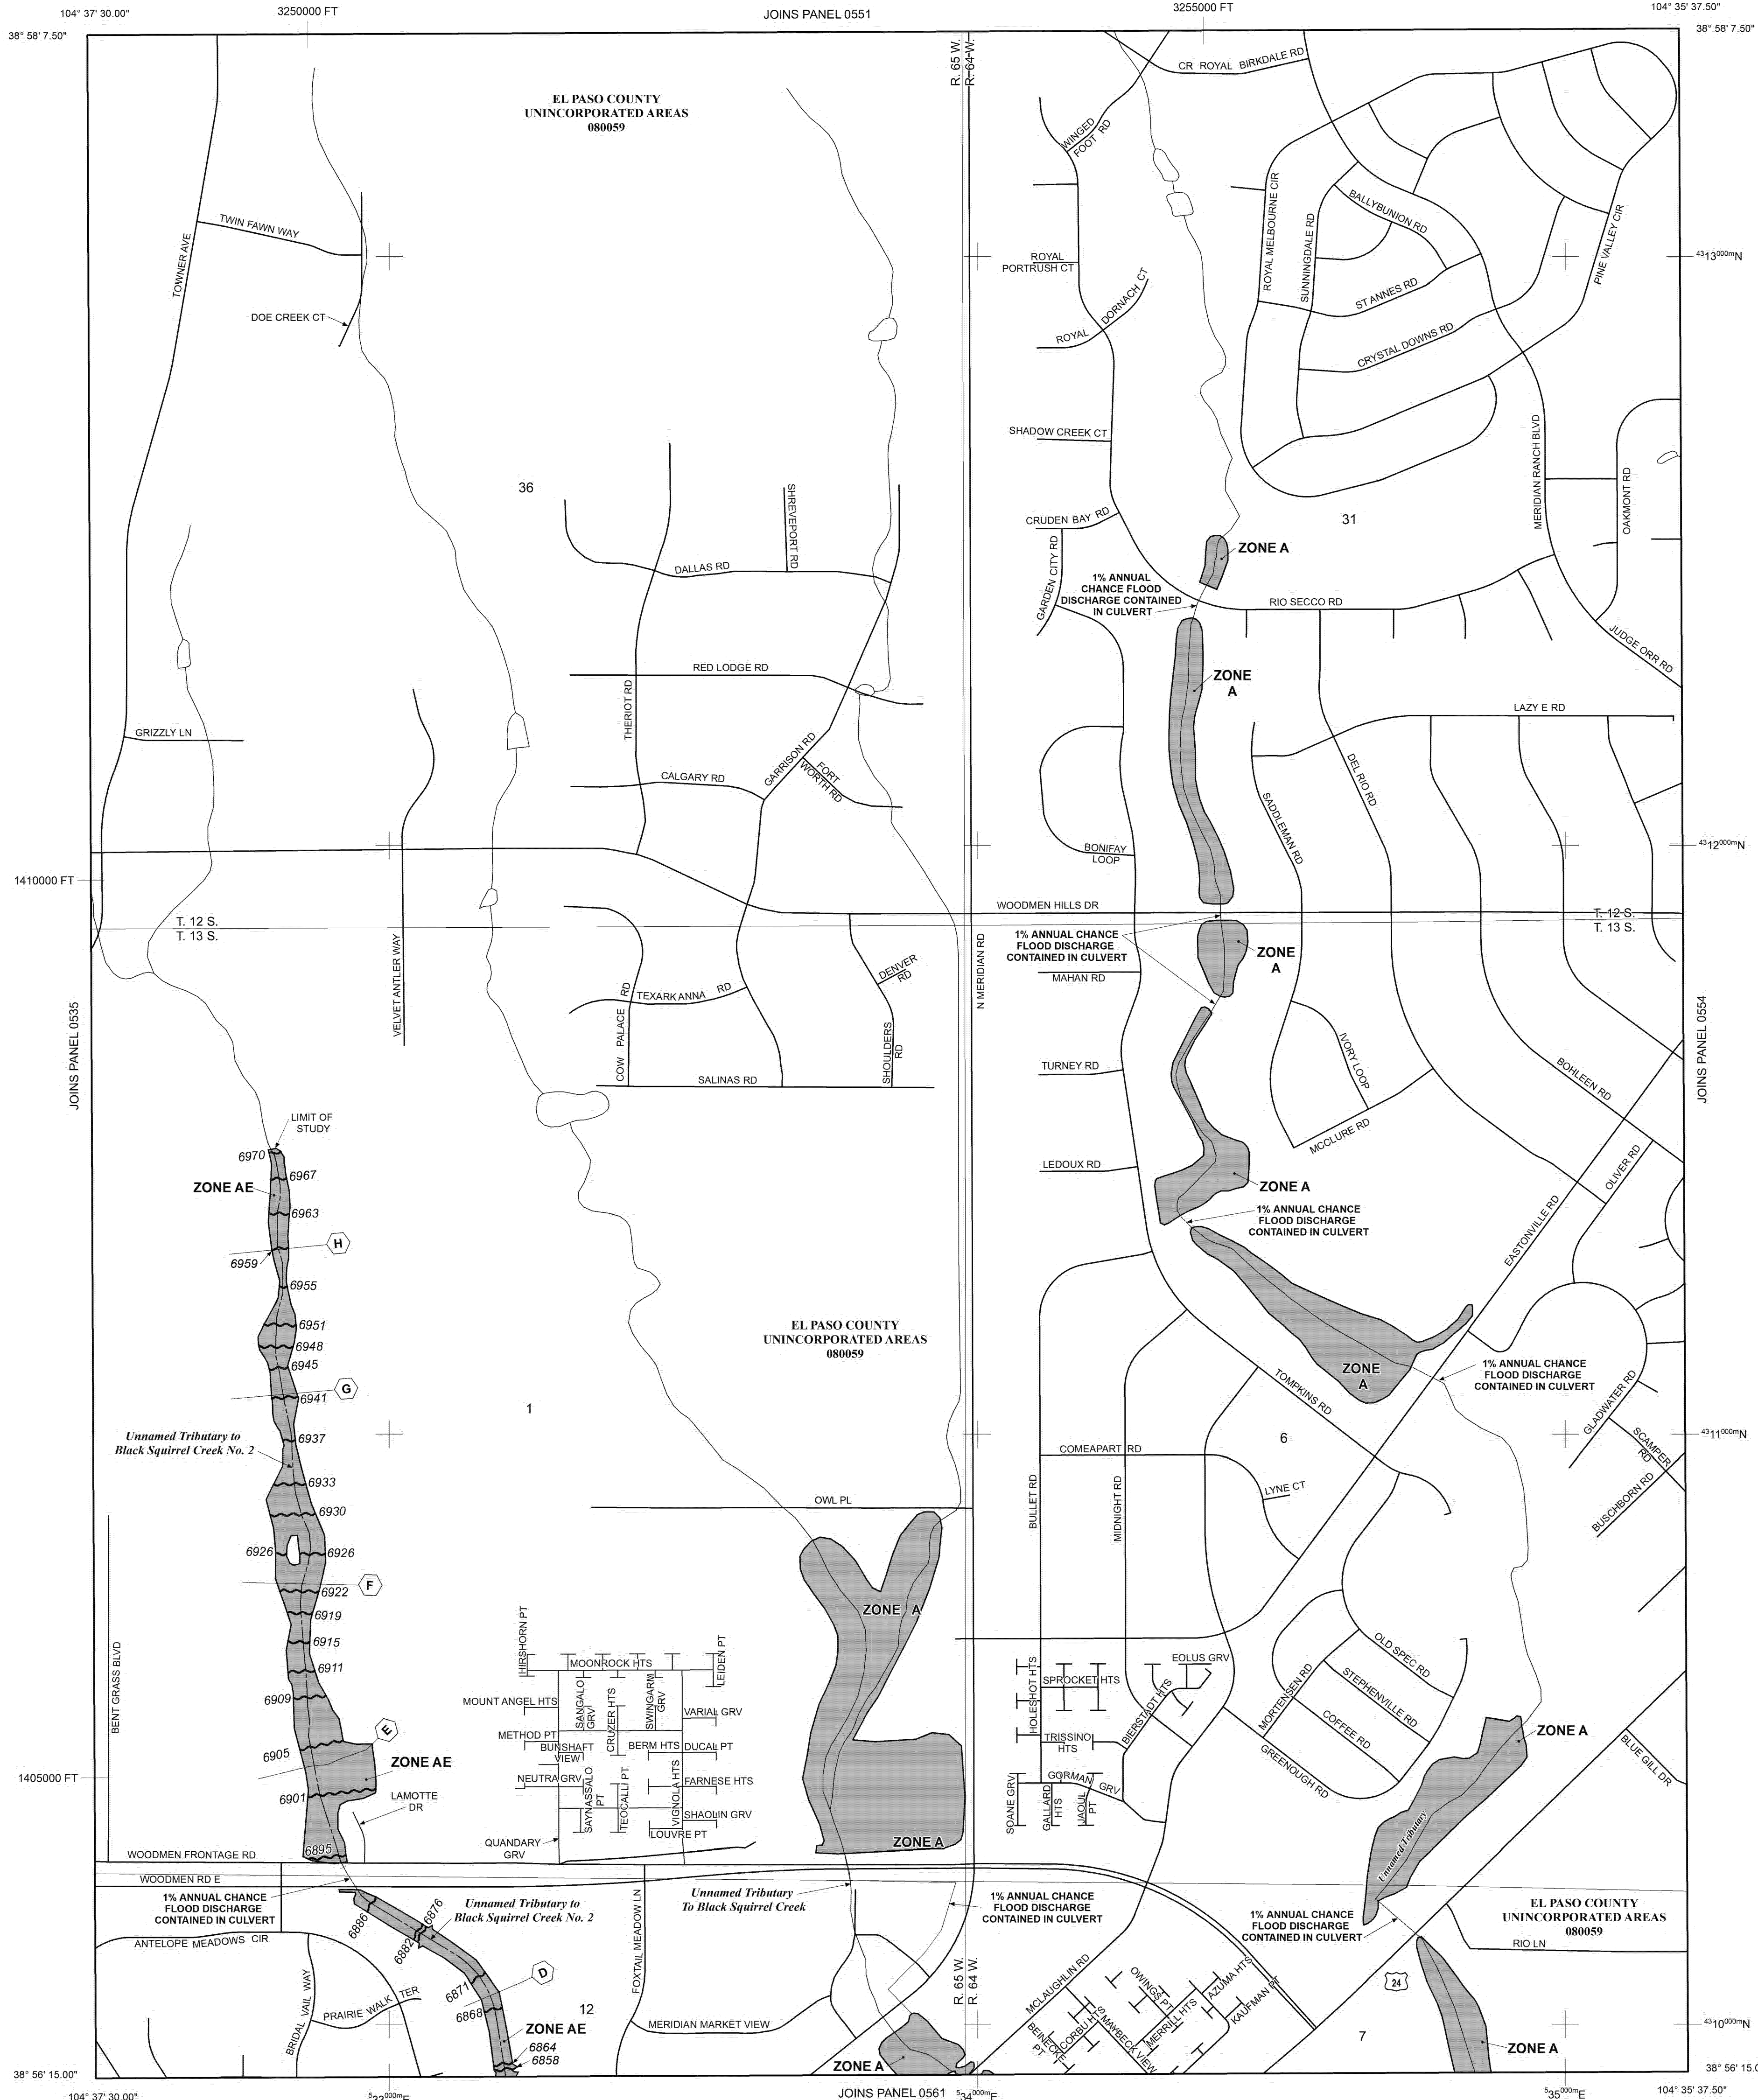 104° 37' 30.00"
3250000 FT
JOINS PANEL 0551
3255000 FT
104° 35' 37.50"
38° 58' 7.50"
38° 58' 7.50"
R. 65 W.
R. 64 W.
CR ROYAL BIRKDALE RD
EL PASO COUNTY
UNINCORPORATED AREAS
080059
WINGED
FOOT RD
TOWNER AVE
TWIN FAWN WAY
DOE CREEK CT
ROYAL MELBOURNE CIR
SUNNINGDALE RD
BALLYBUNION RD
PINE VALLEY CIR
ROYAL
PORTRUSH CT
ROYAL DORNACH CT
ST ANNES RD
CRYSTAL DOWNS RD
4313000mN
SHADOW CREEK CT
MERIDIAN RANCH BLVD
OAKMONT RD
36
31
SHREVEPORT RD
DALLAS RD
CRUDEN BAY RD
GARDEN CITY RD
ZONE A
1% ANNUAL
CHANCE FLOOD
DISCHARGE CONTAINED
IN CULVERT
RIO SECCO RD
JUDGE ORR RD
RED LODGE RD
THERIOT RD
ZONE
A
LAZY E RD
GRIZZLY LN
GARRISON RD
FORT
WORTH RD
CALGARY RD
DEL RIO RD
SADDLEMAN RD
BONIFAY
LOOP
4312000mN
1410000 FT
T. 12 S.
T. 13 S.
WOODMEN HILLS DR
T. 12 S.
T. 13 S.
VELVET ANTLER WAY
N MERIDIAN RD
1% ANNUAL CHANCE
FLOOD DISCHARGE
CONTAINED IN CULVERT
ZONE
A
MAHAN RD
DENVER
RD
COW PALACE RD
TEXARKANNA RD
SHOULDERS
RD
SALINAS RD
JOINS PANEL 0535
JOINS PANEL 0554
TURNEY RD
IVORY LOOP
BOHLEEN RD
MCCLURE RD
LIMIT OF
STUDY
6970
6967
ZONE AE
6963
H
6959
6955
6951
6948
6945
G
6941
LEDOUX RD
ZONE A
OLIVER RD
1% ANNUAL CHANCE
FLOOD DISCHARGE
CONTAINED IN CULVERT
EASTONVILLE RD
EL PASO COUNTY
UNINCORPORATED AREAS
080059
ZONE
A
1% ANNUAL CHANCE
FLOOD DISCHARGE
CONTAINED IN CULVERT
TOMPKINS RD
GLADWATER RD
SCAMPER
RD
BUSCHBORN RD
1
6
Unnamed Tributary to
Black Squirrel Creek No. 2
6937
4311000mN
COMEAPART RD
BULLET RD
MIDNIGHT RD
LYNE CT
6933
6930
OWL PL
6926
6926
F
6922
6919
6915
6911
6909
6905
E
ZONE AE
6901
LAMOTTE
DR
6895
BENT GRASS BLVD
ZONE A
HIRSHORN PT
MOONROCK HTS
LEIDEN PT
MOUNT ANGEL HTS
SANGALO
GRV
CRUZER HTS
SWINGARM
GRV
VARIAL GRV
METHOD PT
BUNSHAFT
VIEW
BERM HTS
DUCAL PT
NEUTRA GRV
SAYNASSALO
PT
TEOCALLI PT
VIGNOLA HTS
FARNESE HTS
SHAOLIN GRV
LOUVRE PT
QUANDARY
GRV
ZONE A
EOLUS GRV
SPROCKET HTS
HOLESHOT HTS
BIERSTADT HTS
TRISSINO
HTS
GORMAN GRV
SOANE GRV
GALLARD
HTS
JAOUL
PT
MORTENSEN RD
OLD SPEC RD
STEPHENVILLE RD
COFFEE RD
GREENOUGH RD
ZONE A
BLUE GILL DR
Unnamed Tributary
1405000 FT
WOODMEN FRONTAGE RD
WOODMEN RD E
1% ANNUAL CHANCE
FLOOD DISCHARGE
CONTAINED IN CULVERT
Unnamed Tributary to
Black Squirrel Creek No. 2
6886
6876
6882
ANTELOPE MEADOWS CIR
BRIDAL VAIL WAY
PRAIRIE WALK TER
6871
D
6868
12
ZONE AE
6864
6858
FOXTAIL MEADOW LN
Unnamed Tributary
To Black Squirrel Creek
1% ANNUAL CHANCE
FLOOD DISCHARGE
CONTAINED IN CULVERT
MERIDIAN MARKET VIEW
R. 65 W.
R. 64 W.
ZONE A
MCLAUGHLIN RD
OWINGS PT
AZUMA HTS
KAUFMAN PT
MERRILL HTS
S MAYBECK VIEW
CORBU HT
BEINECKE
PT
1% ANNUAL CHANCE
FLOOD DISCHARGE
CONTAINED IN CULVERT
EL PASO COUNTY
UNINCORPORATED AREAS
080059
RIO LN
24
7
ZONE A
4310000mN
38° 56' 15.00"
38° 56' 15.0
104° 37' 30.00"
JOINS PANEL 0561
534000mE
535000mE
104° 35' 37.50"